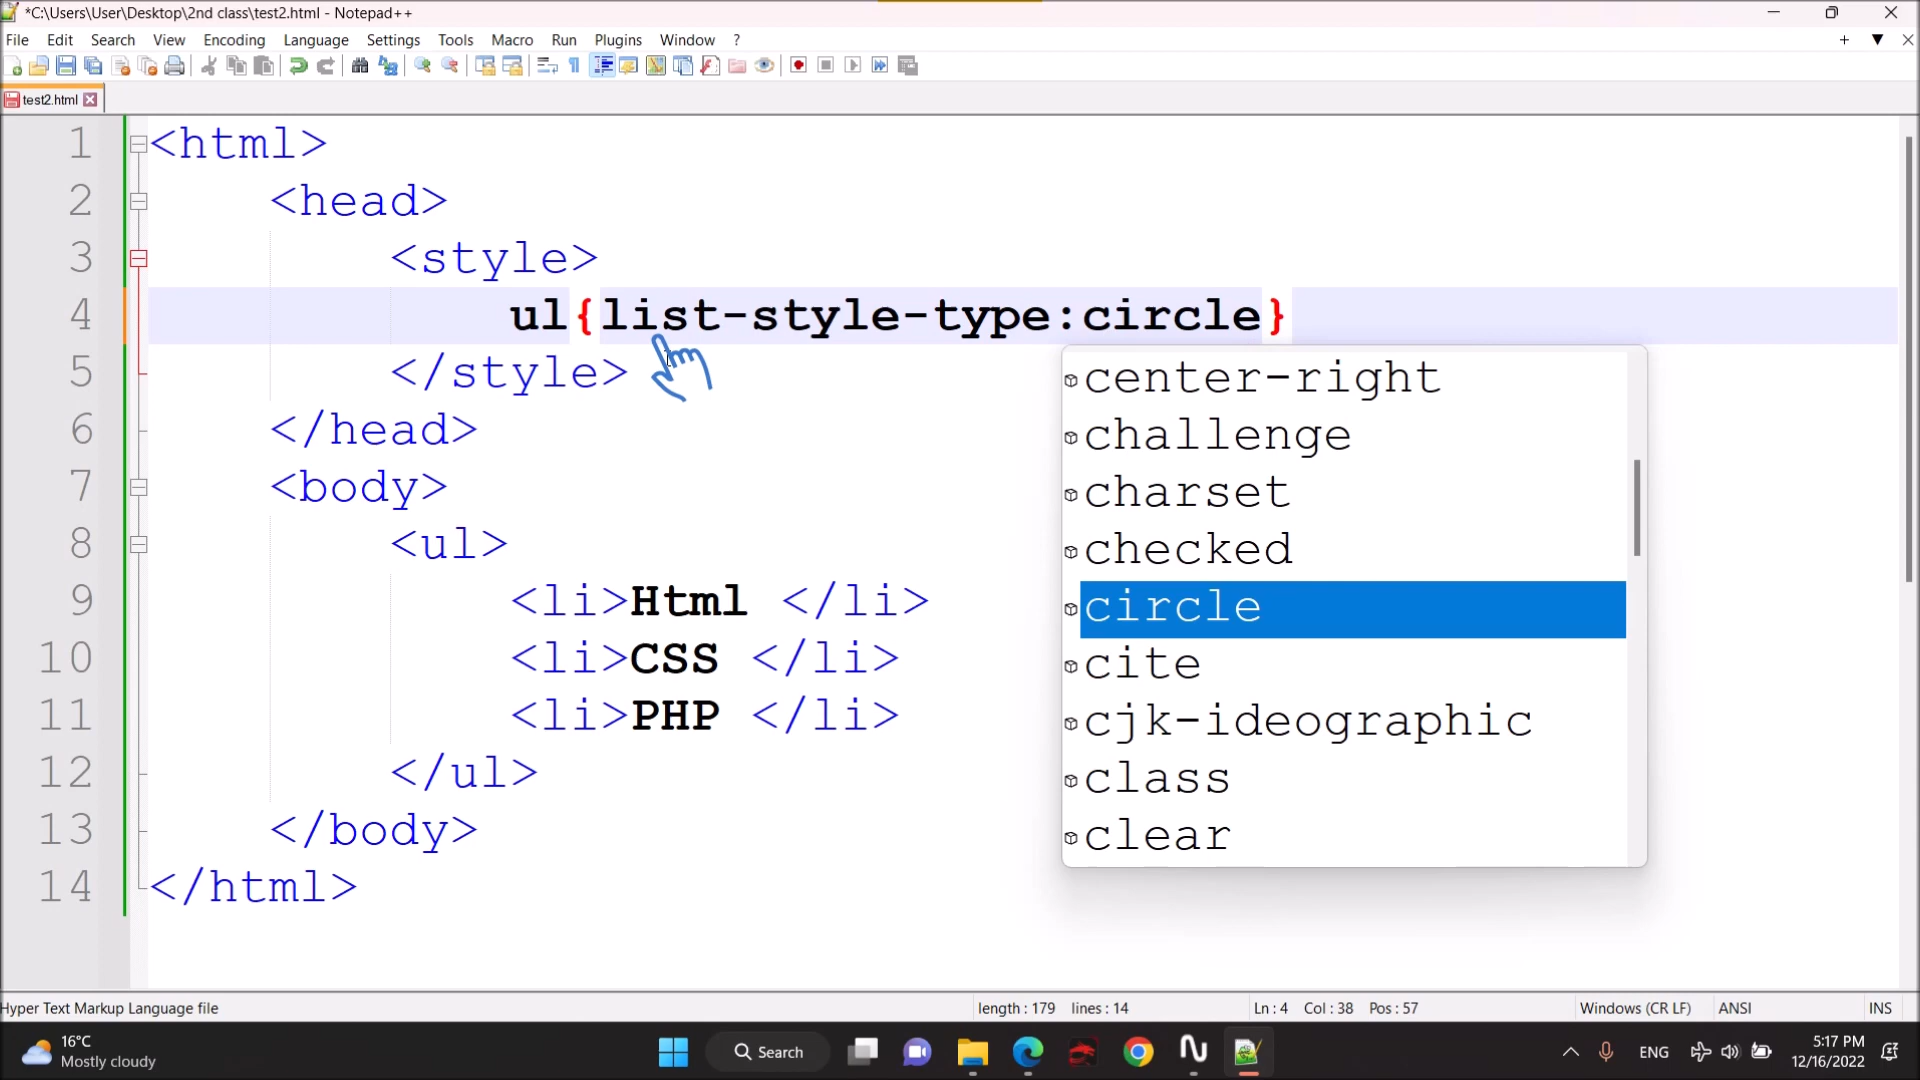 *C:\Users\User\Desktop\2nd class\test2.html - Notepad++
File Edit Search View Encoding Language Settings Tools Macro Run Plugins Window ?
test2.html
1 <html>
2 <head>
3 <style>
4 ul{list-style-type:circle}
5 </style>
6 </head>
7 <body>
8 <ul>
9 <li>Html </li>
10 <li>CSS </li>
11 <li>PHP </li>
12 </ul>
13 </body>
14 </html>
center-right
challenge
charset
checked
circle
cite
cjk-ideographic
class
clear
Hyper Text Markup Language file length : 179 lines : 14 Ln : 4 Col : 38 Pos : 57 Windows (CR LF) ANSI INS
16°C
Mostly cloudy
Search
ENG
5:17 PM
12/16/2022